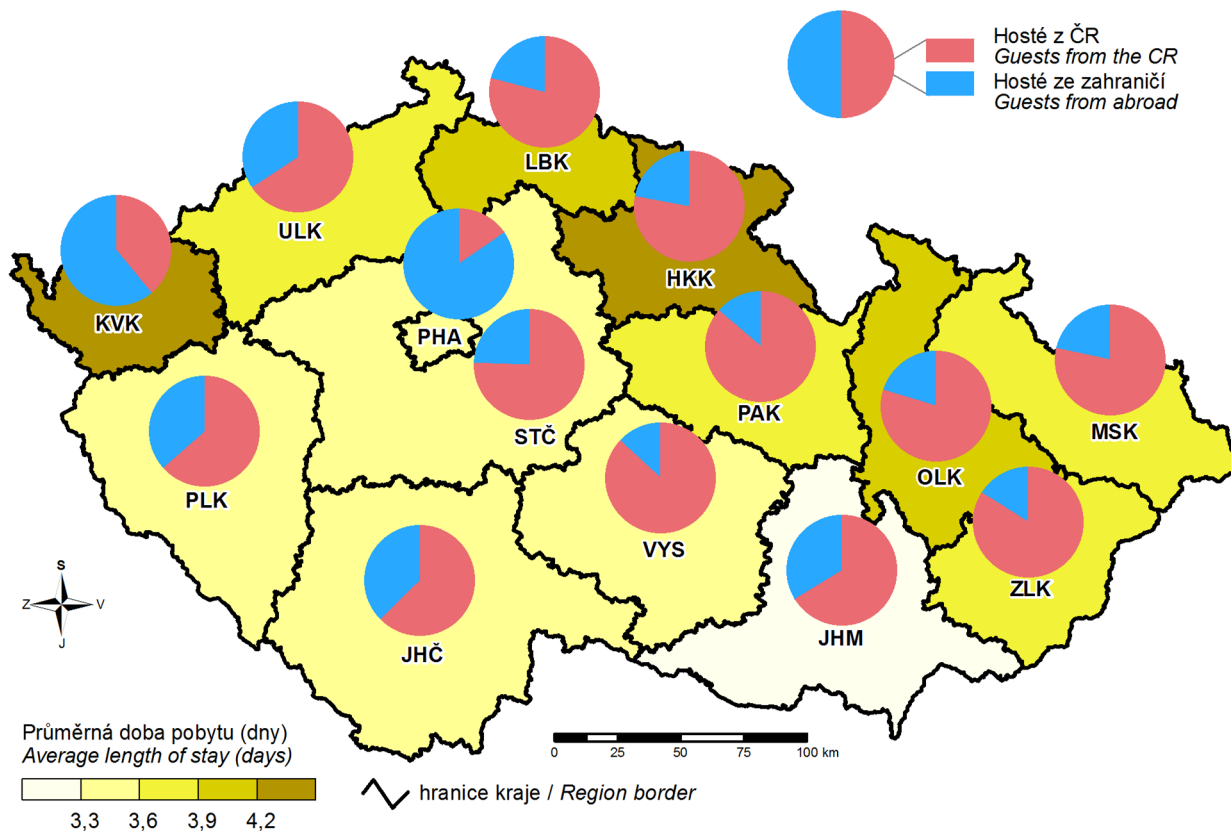 Hosté z ČR
Guests from the CR
Hosté ze zahraničí
Guests from abroad
LBK
ULK
HKK
KVK
PHA
PAK
STČ
MSK
OLK
PLK
VYS
ZLK
JHM
JHČ
S
Z V
J
Průměrná doba pobytu (dny)
Average length of stay (days)
3,3 3,6 3,9 4,2
0 25 50 75 100 km
hranice kraje / Region border